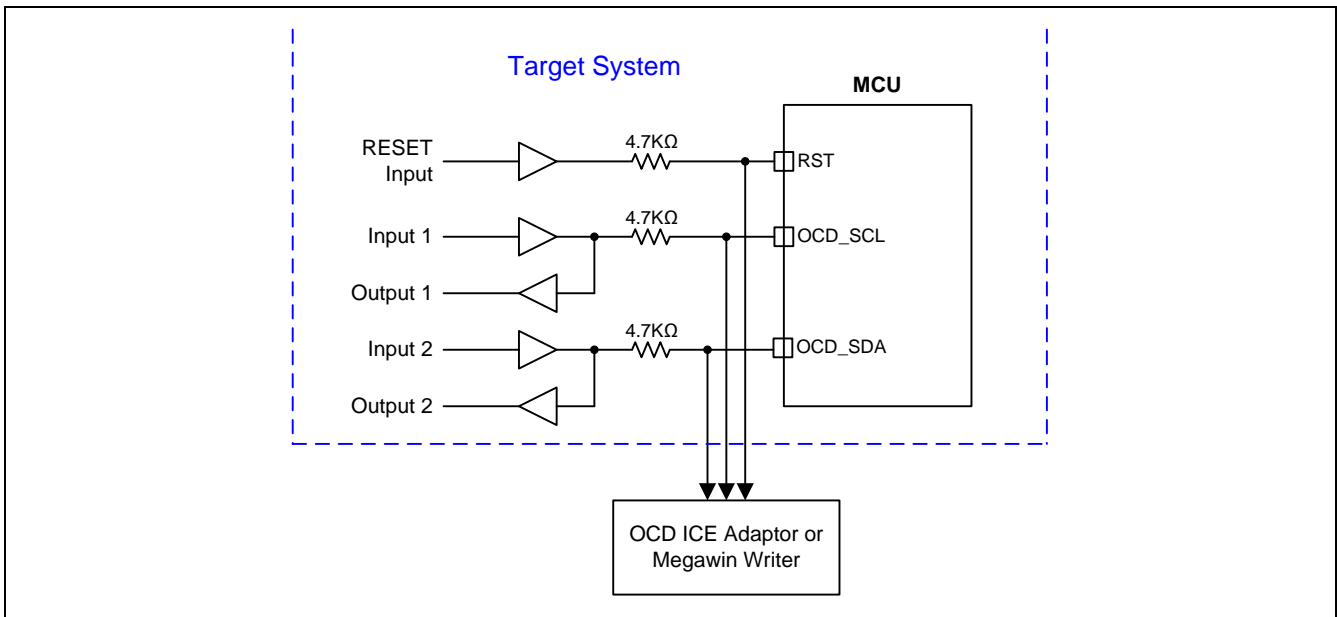 Target System
MCU
RESET
Input
4.7KΩ
RST
Input 1
4.7KΩ
OCD_SCL
Output 1
Input 2
4.7KΩ
OCD_SDA
Output 2
OCD ICE Adaptor or
Megawin Writer